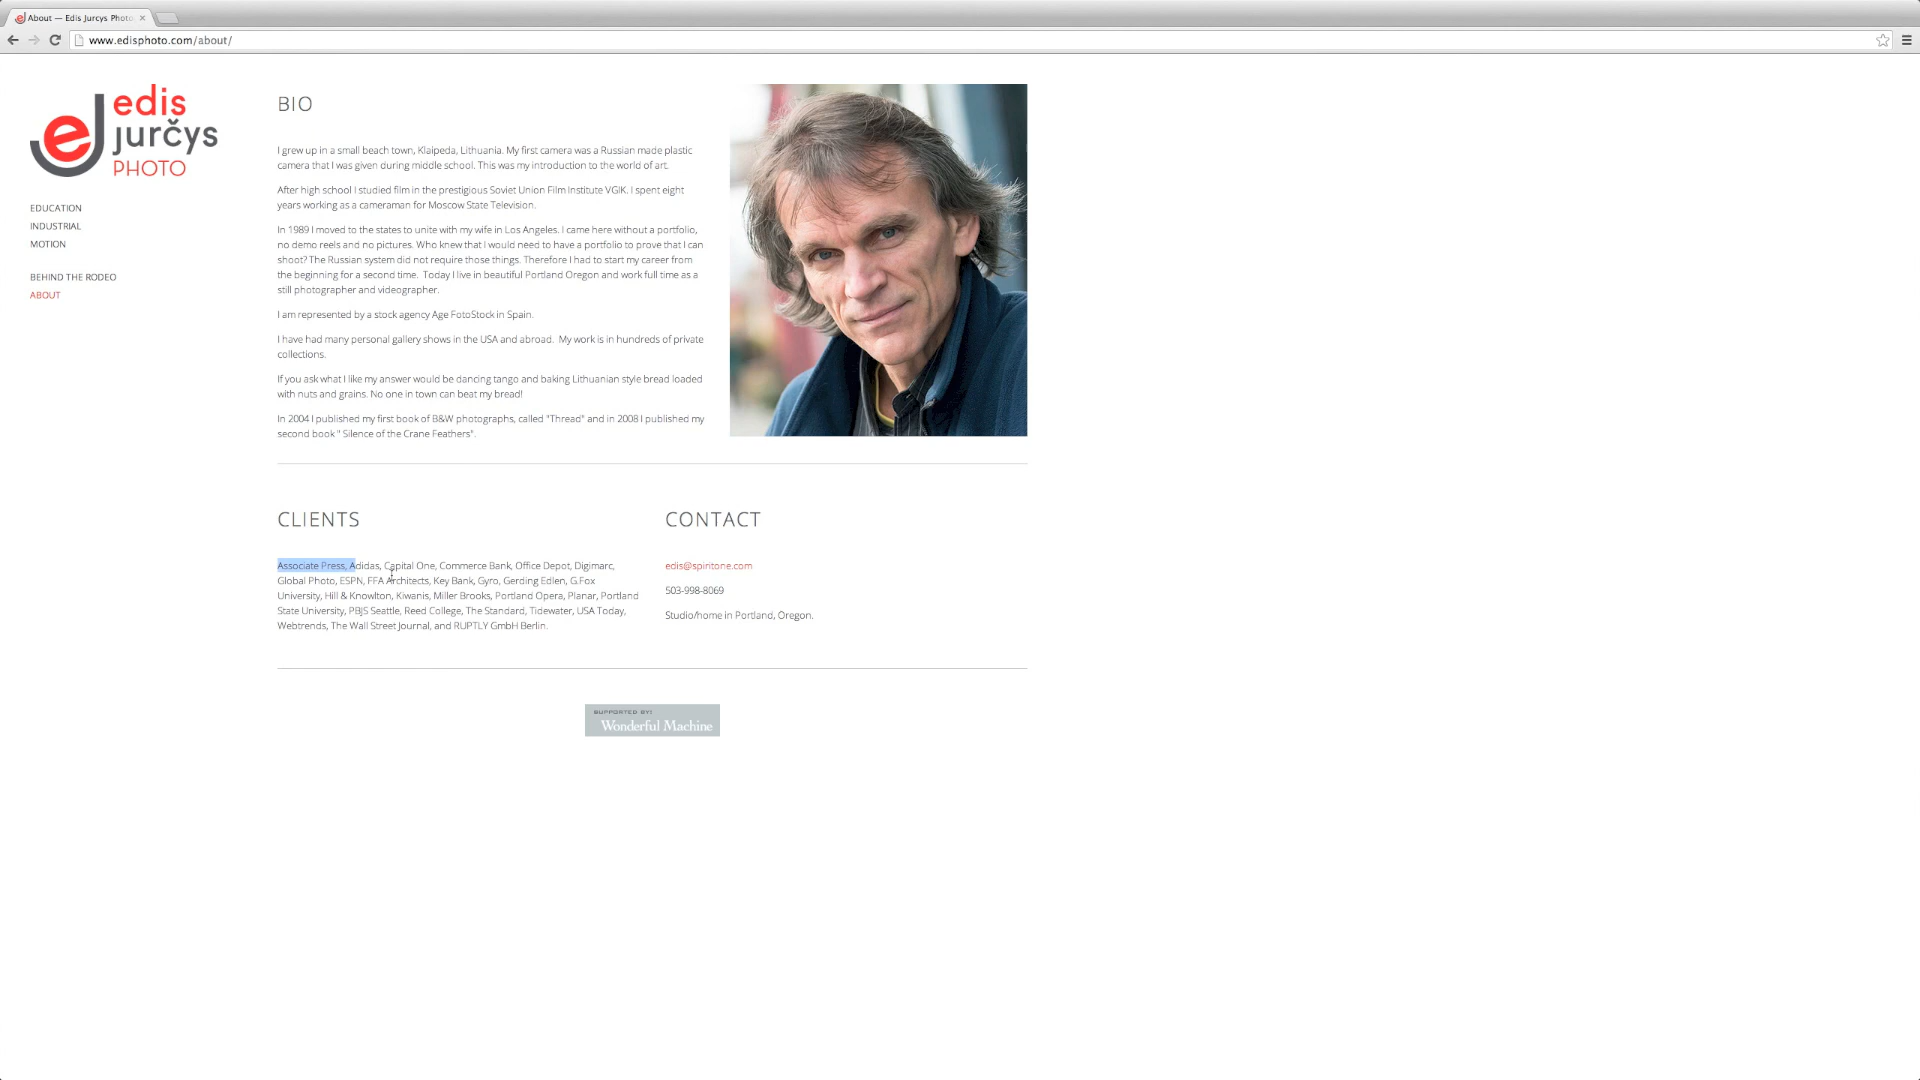 About — Edis Jurcys Photo
www.edisphoto.com/about/
edis
jurčys
PHOTO
EDUCATION
INDUSTRIAL
MOTION
BEHIND THE RODEO
ABOUT
BIO
I grew up in a small beach town, Klaipeda, Lithuania. My first camera was a Russian made plastic
camera that I was given during middle school. This was my introduction to the world of art.
After high school I studied film in the prestigious Soviet Union Film Institute VGIK. I spent eight
years working as a cameraman for Moscow State Television.
In 1989 I moved to the states to unite with my wife in Los Angeles. I came here without a portfolio,
no demo reels and no pictures. Who knew that I would need to have a portfolio to prove that I can
shoot? The Russian system did not require those things. Therefore I had to start my career from
the beginning for a second time. Today I live in beautiful Portland Oregon and work full time as a
still photographer and videographer.
I am represented by a stock agency Age FotoStock in Spain.
I have had many personal gallery shows in the USA and abroad. My work is in hundreds of private
collections.
If you ask what I like my answer would be dancing tango and baking Lithuanian style bread loaded
with nuts and grains. No one in town can beat my bread!
In 2004 I published my first book of B&W photographs, called "Thread" and in 2008 I published my
second book " Silence of the Crane Feathers".
CLIENTS
Associate Press, Adidas, Capital One, Commerce Bank, Office Depot, Digimarc,
Global Photo, ESPN, FFA Architects, Key Bank, Gyro, Gerding Edlen, G.Fox
University, Hill & Knowlton, Kiwanis, Miller Brooks, Portland Opera, Planar, Portland
State University, PBJS Seattle, Reed College, The Standard, Tidewater, USA Today,
Webtrends, The Wall Street Journal, and RUPTLY GmbH Berlin.
CONTACT
edis@spiritone.com
503-998-8069
Studio/home in Portland, Oregon.
SUPPORTED BY:
Wonderful Machine